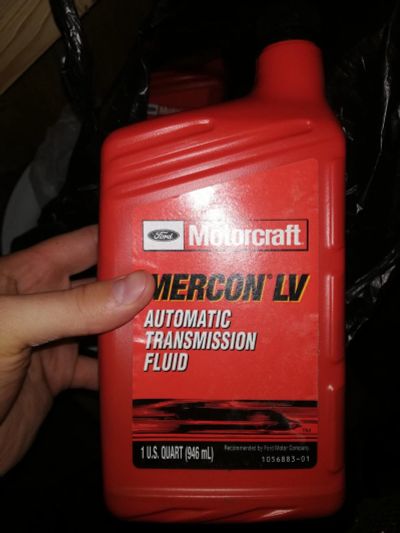 Ford Motorcraft
MERCON® LV
AUTOMATIC
TRANSMISSION
FLUID
1 U.S. QUART (946 mL)
Recommended by Ford Motor Company
1056883-01